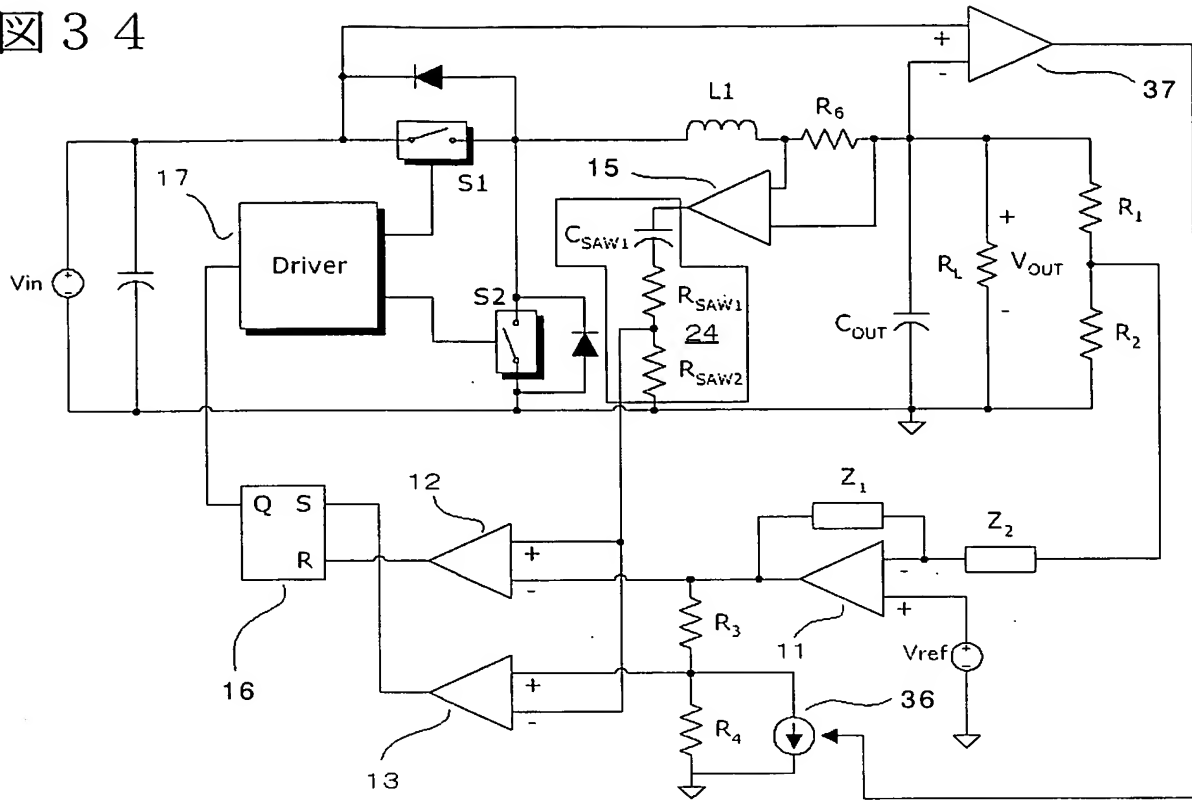 図３４
+
-
37
L1
R6
15
17
S1
Driver
CSAW1
RSAW1
24
RSAW2
S2
Vin
+
-
RL
VOUT
COUT
R1
R2
12
Q
S
R
16
+
-
Z1
Z2
-
+
11
Vref
R3
+
-
13
R4
36